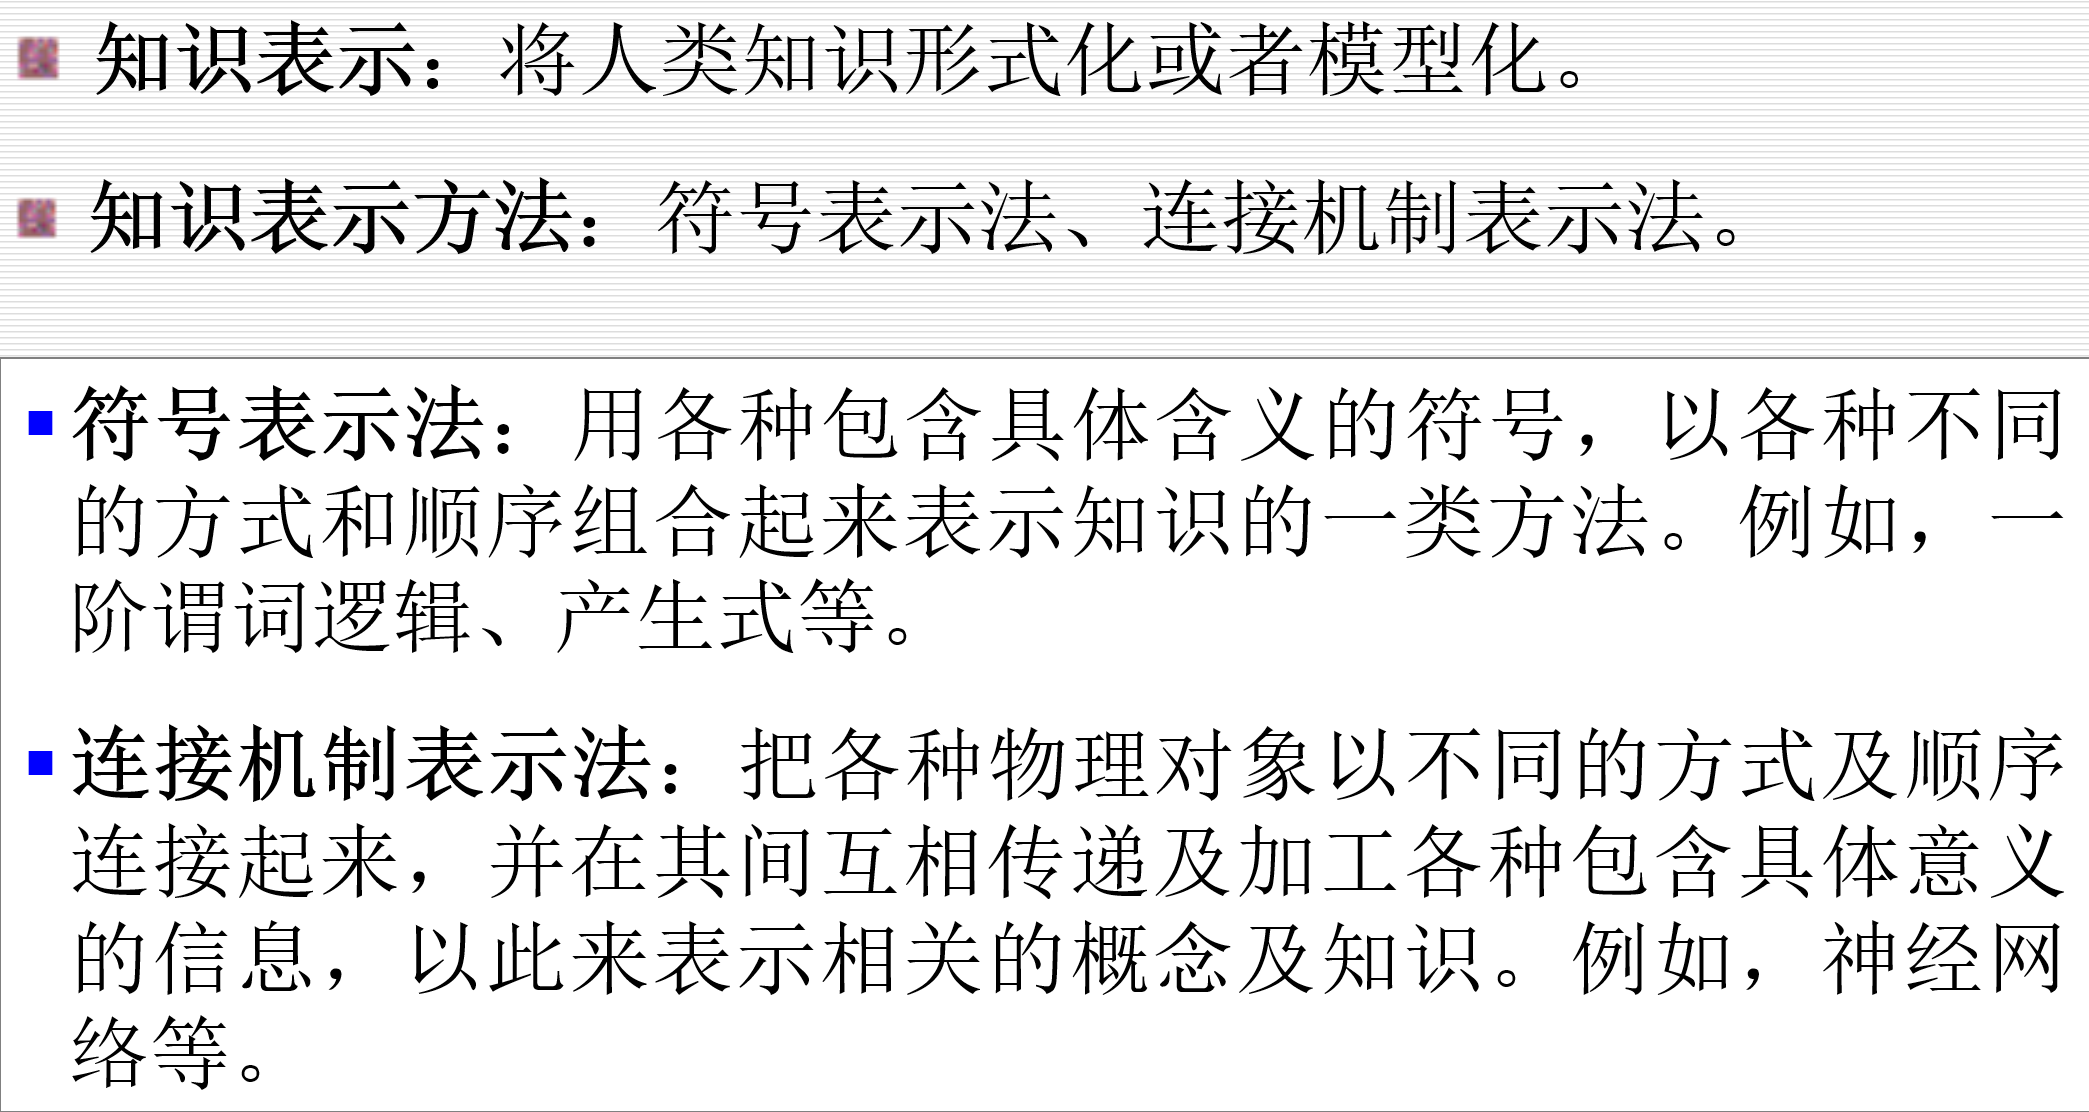 知识表示：将人类知识形式化或者模型化。
知识表示方法：符号表示法、连接机制表示法。
符号表示法：用各种包含具体含义的符号，以各种不同
的方式和顺序组合起来表示知识的一类方法。例如，一
阶谓词逻辑、产生式等。
连接机制表示法：把各种物理对象以不同的方式及顺序
连接起来，并在其间互相传递及加工各种包含具体意义
的信息，以此来表示相关的概念及知识。例如，神经网
络等。